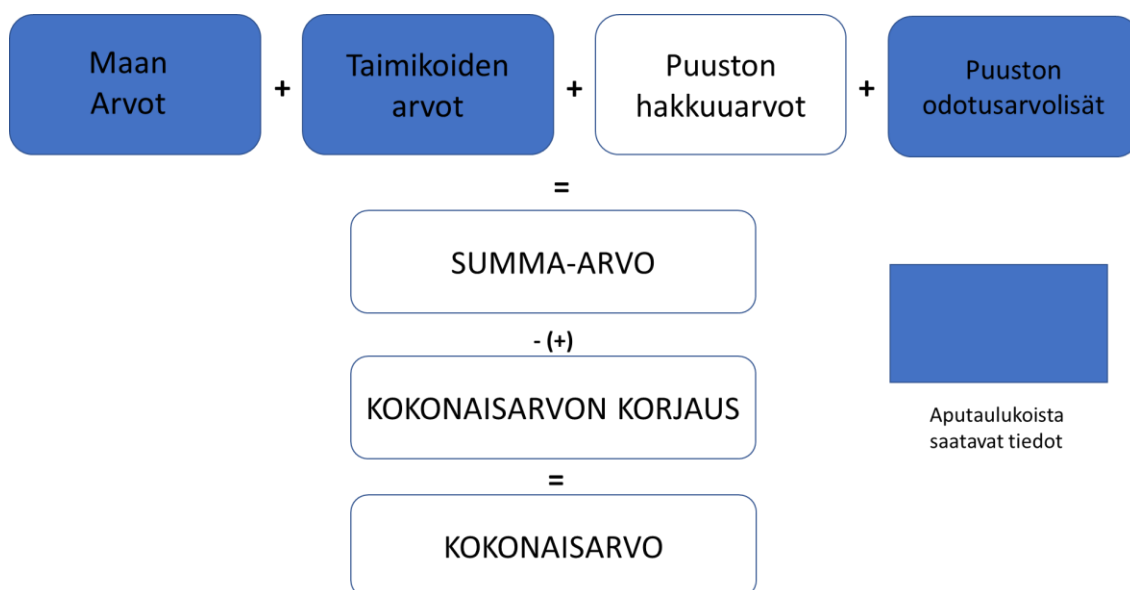 Maan
Arvot
+
Taimikoiden
arvot
+
Puuston
hakkuuarvot
+
Puuston
odotusarvolisät
=
SUMMA-ARVO
- (+)
KOKONAISARVON KORJAUS
=
KOKONAISARVO
Aputaulukoista
saatavat tiedot